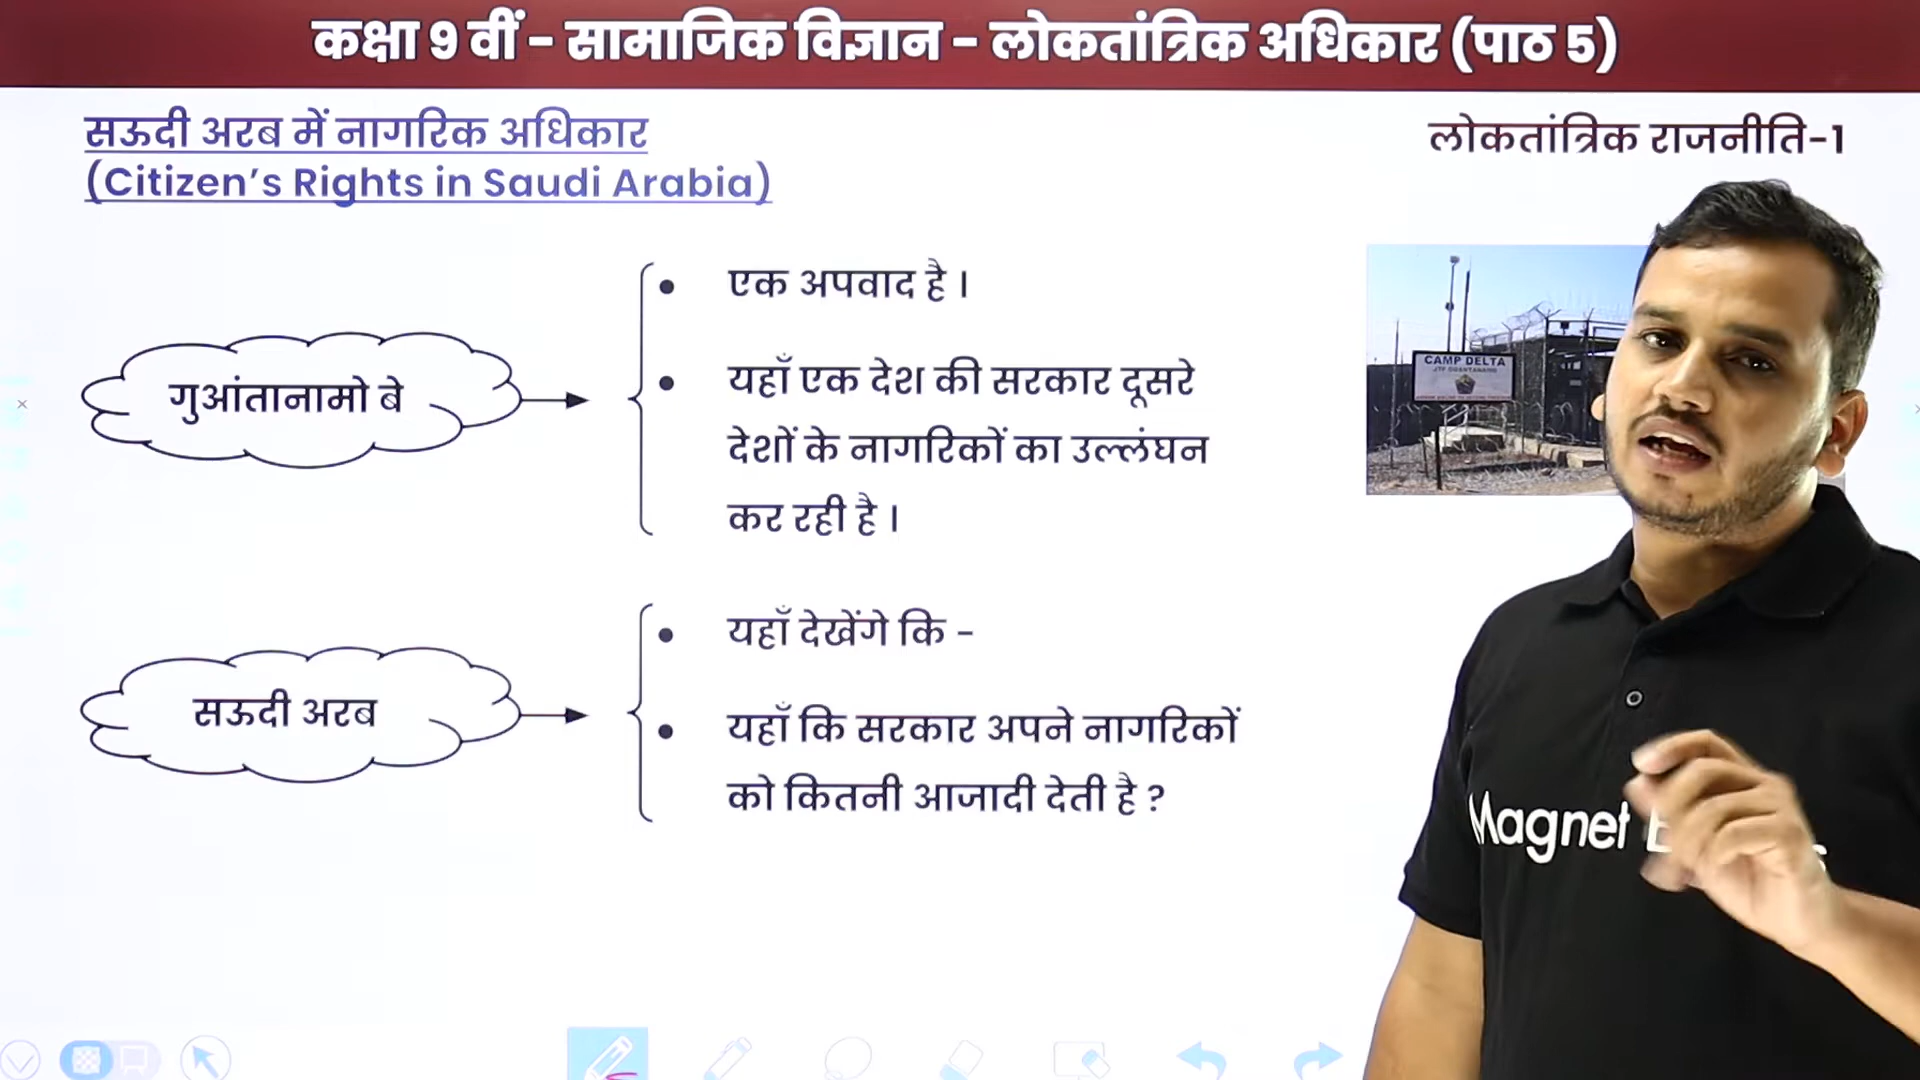 कक्षा 9 वीं - सामाजिक विज्ञान - लोकतांत्रिक अधिकार (पाठ 5)
सऊदी अरब में नागरिक अधिकार
(Citizen's Rights in Saudi Arabia)
लोकतांत्रिक राजनीति-1
गुआंतानामो बे
• एक अपवाद है ।
• यहाँ एक देश की सरकार दूसरे
देशों के नागरिकों का उल्लंघन
कर रही है ।
CAMP DELTA
सऊदी अरब
• यहाँ देखेंगे कि -
• यहाँ कि सरकार अपने नागरिकों
को कितनी आजादी देती है ?
Magnet